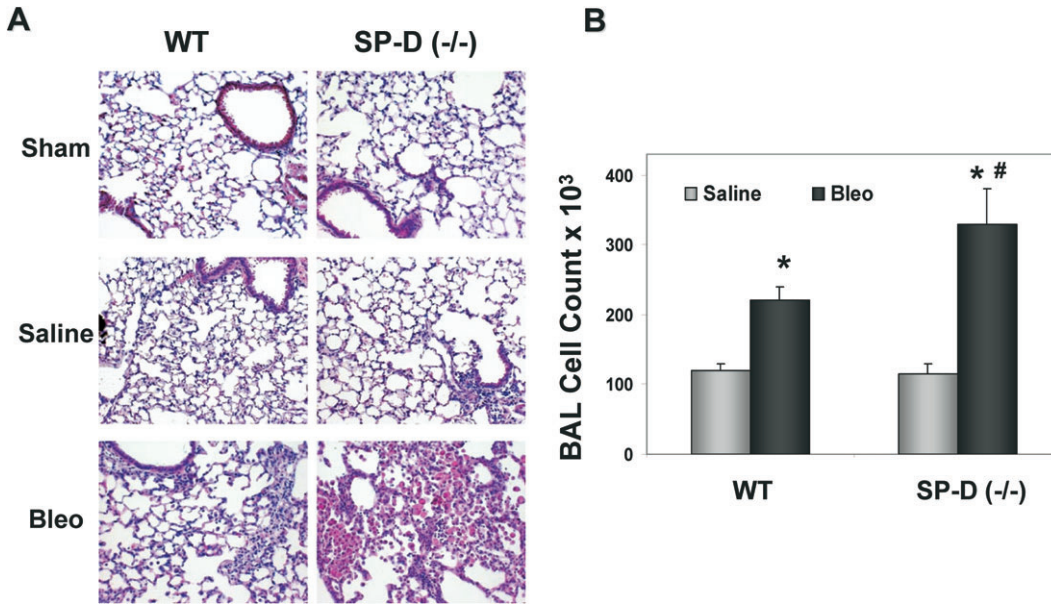 A
WT SP-D (-/-)
Sham
Saline
Bleo
B
BAL Cell Count x 10³
400
300
200
100
0
Saline Bleo
*
* #
WT SP-D (-/-)